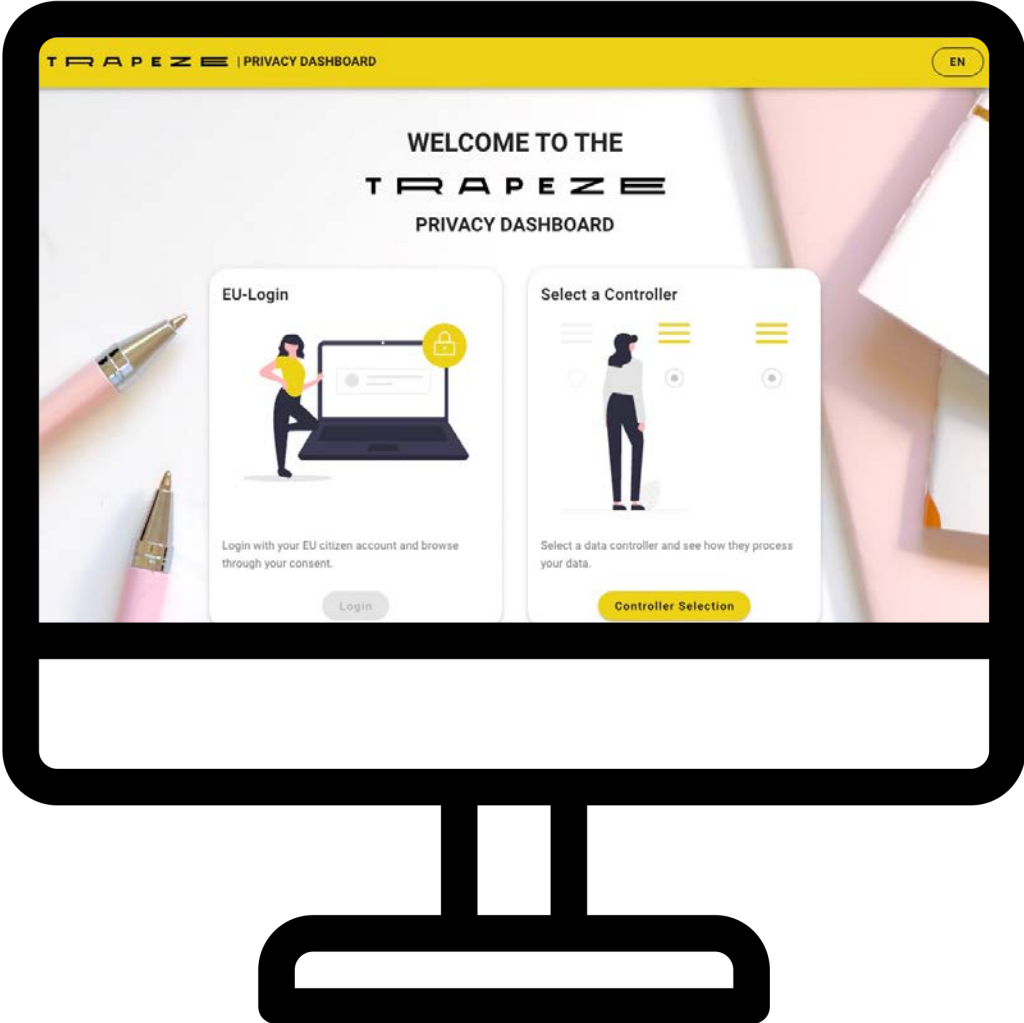 TRAPEZE | PRIVACY DASHBOARD
EN
WELCOME TO THE
TRAPEZE
PRIVACY DASHBOARD
EU-Login
Login with your EU citizen account and browse
through your consent.
Login
Select a Controller
Select a data controller and see how they process
your data.
Controller Selection